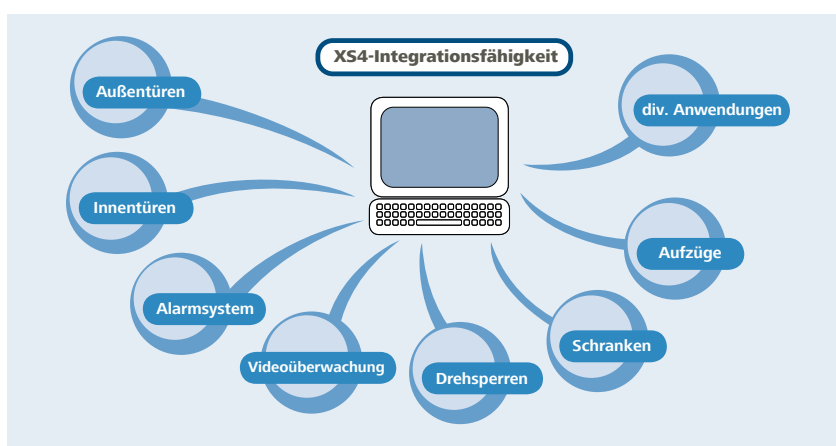 XS4-Integrationsfähigkeit
Außentüren
div. Anwendungen
Innentüren
Aufzüge
Alarmsystem
Schranken
Videoüberwachung
Drehsperren